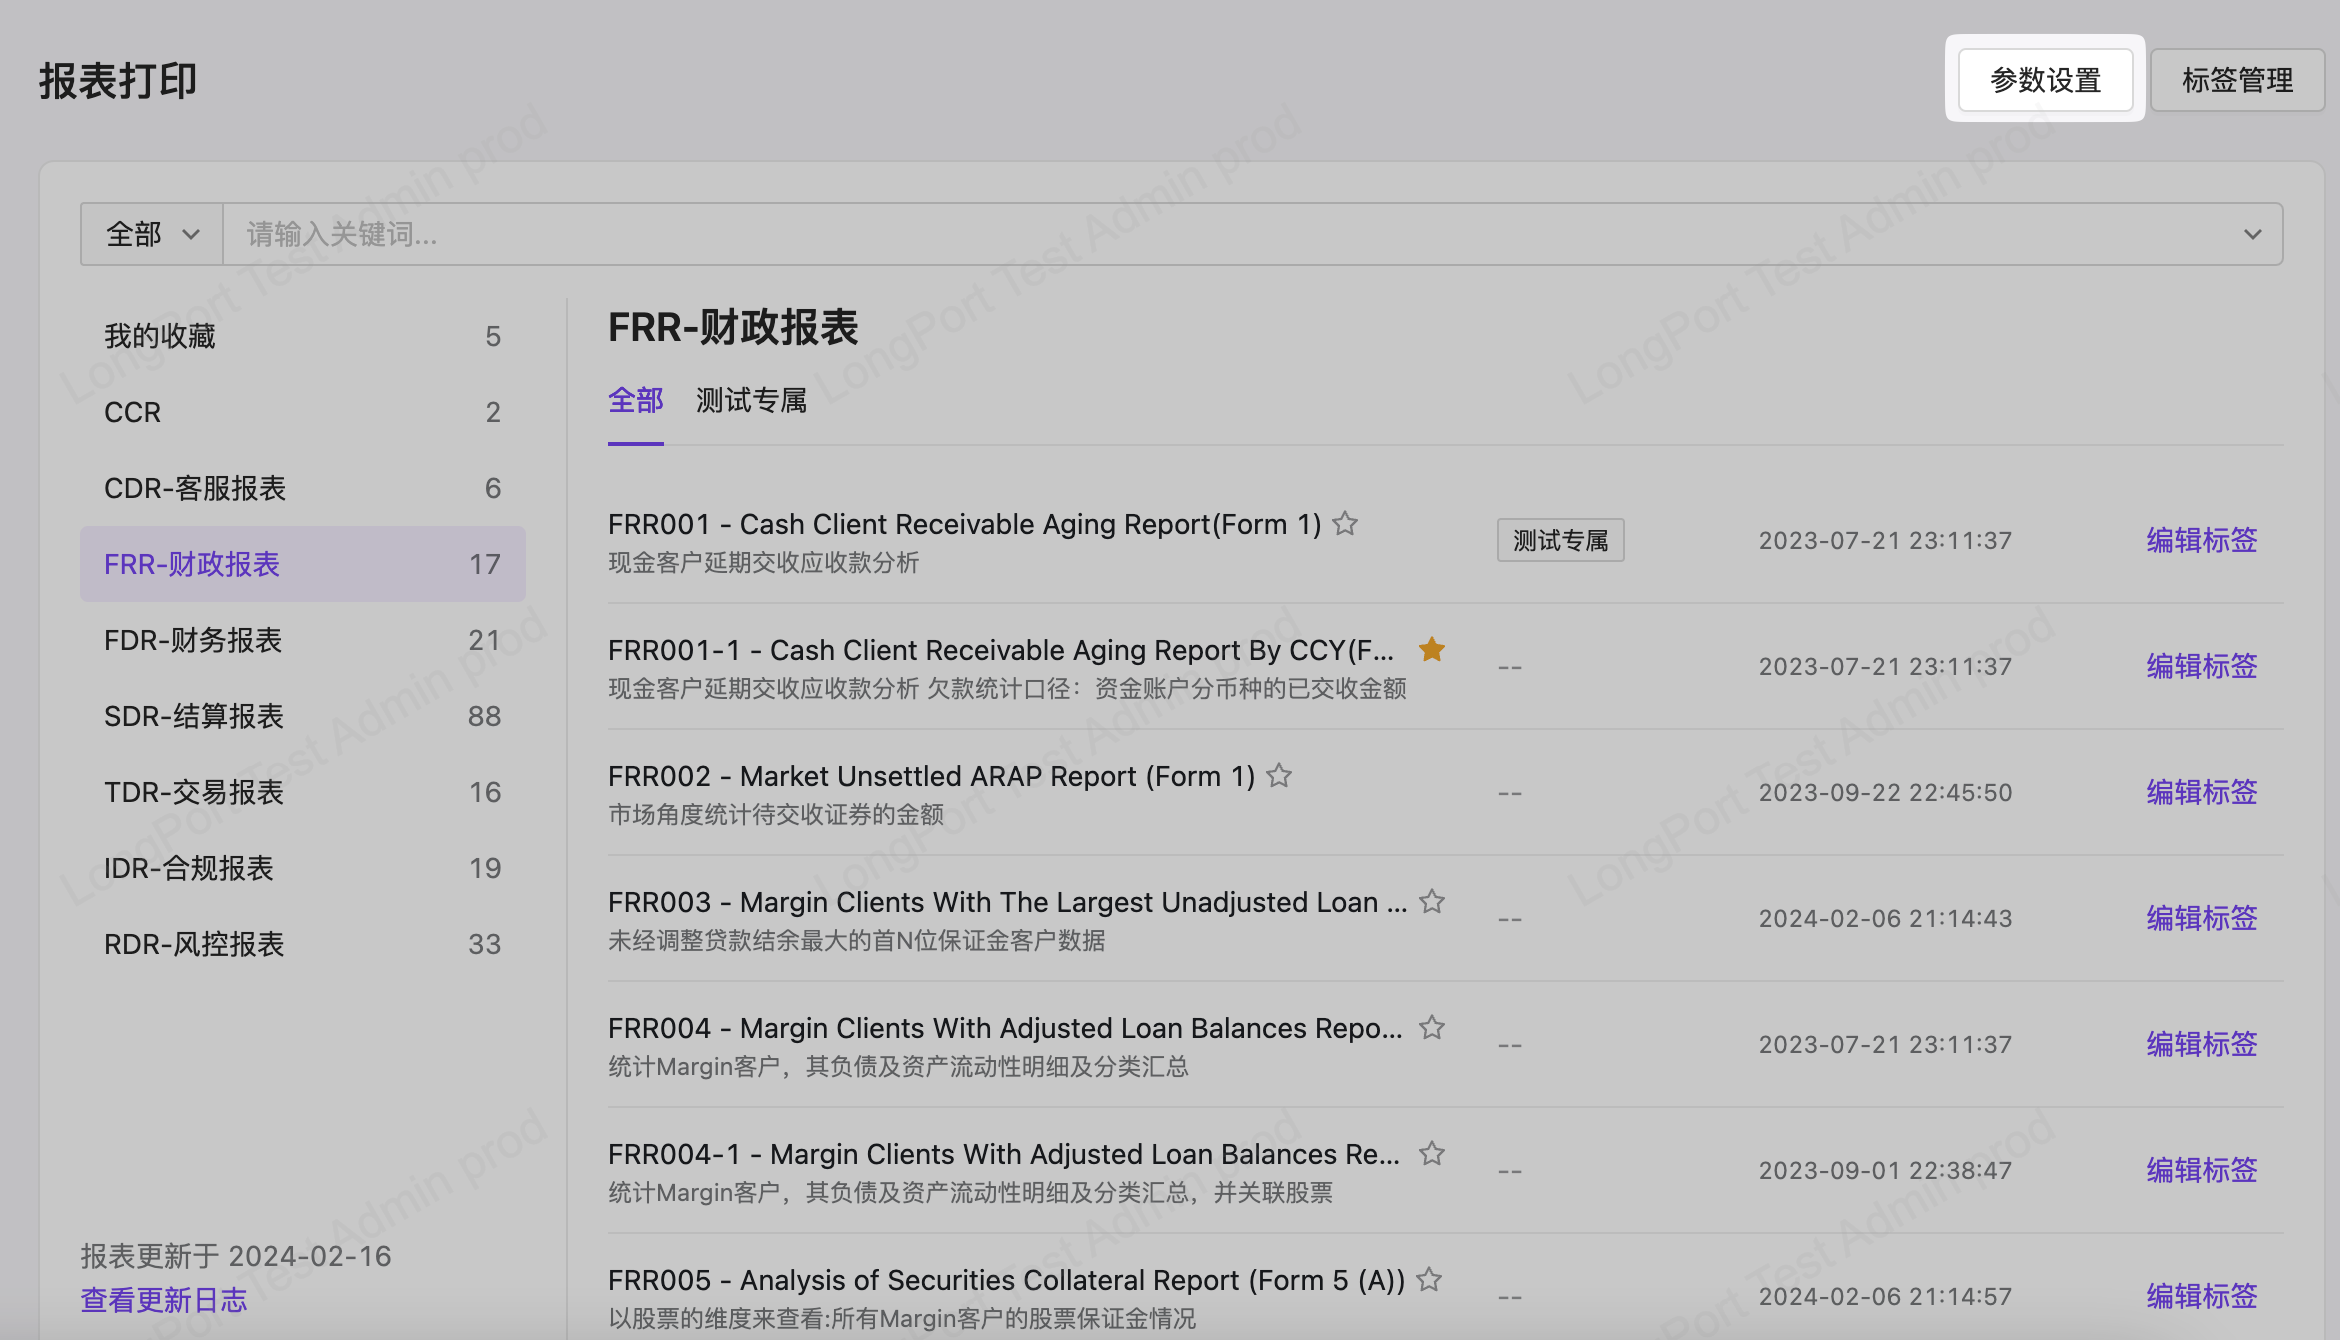 报表打印
参数设置
标签管理
全部
请输入关键词...
我的收藏 5
CCR 2
CDR-客服报表 6
FRR-财政报表 17
FDR-财务报表 21
SDR-结算报表 88
TDR-交易报表 16
IDR-合规报表 19
RDR-风控报表 33
报表更新于 2024-02-16
查看更新日志
FRR-财政报表
全部 测试专属
FRR001 - Cash Client Receivable Aging Report(Form 1)
现金客户延期交收应收款分析
测试专属
2023-07-21 23:11:37
编辑标签
FRR001-1 - Cash Client Receivable Aging Report By CCY(F...
现金客户延期交收应收款分析 欠款统计口径：资金账户分币种的已交收金额
--
2023-07-21 23:11:37
编辑标签
FRR002 - Market Unsettled ARAP Report (Form 1)
市场角度统计待交收证券的金额
--
2023-09-22 22:45:50
编辑标签
FRR003 - Margin Clients With The Largest Unadjusted Loan ...
未经调整贷款结余最大的首N位保证金客户数据
--
2024-02-06 21:14:43
编辑标签
FRR004 - Margin Clients With Adjusted Loan Balances Repo...
统计Margin客户，其负债及资产流动性明细及分类汇总
--
2023-07-21 23:11:37
编辑标签
FRR004-1 - Margin Clients With Adjusted Loan Balances Re...
统计Margin客户，其负债及资产流动性明细及分类汇总，并关联股票
--
2023-09-01 22:38:47
编辑标签
FRR005 - Analysis of Securities Collateral Report (Form 5 (A))
以股票的维度来查看:所有Margin客户的股票保证金情况
--
2024-02-06 21:14:57
编辑标签
LongPort Test Admin prod